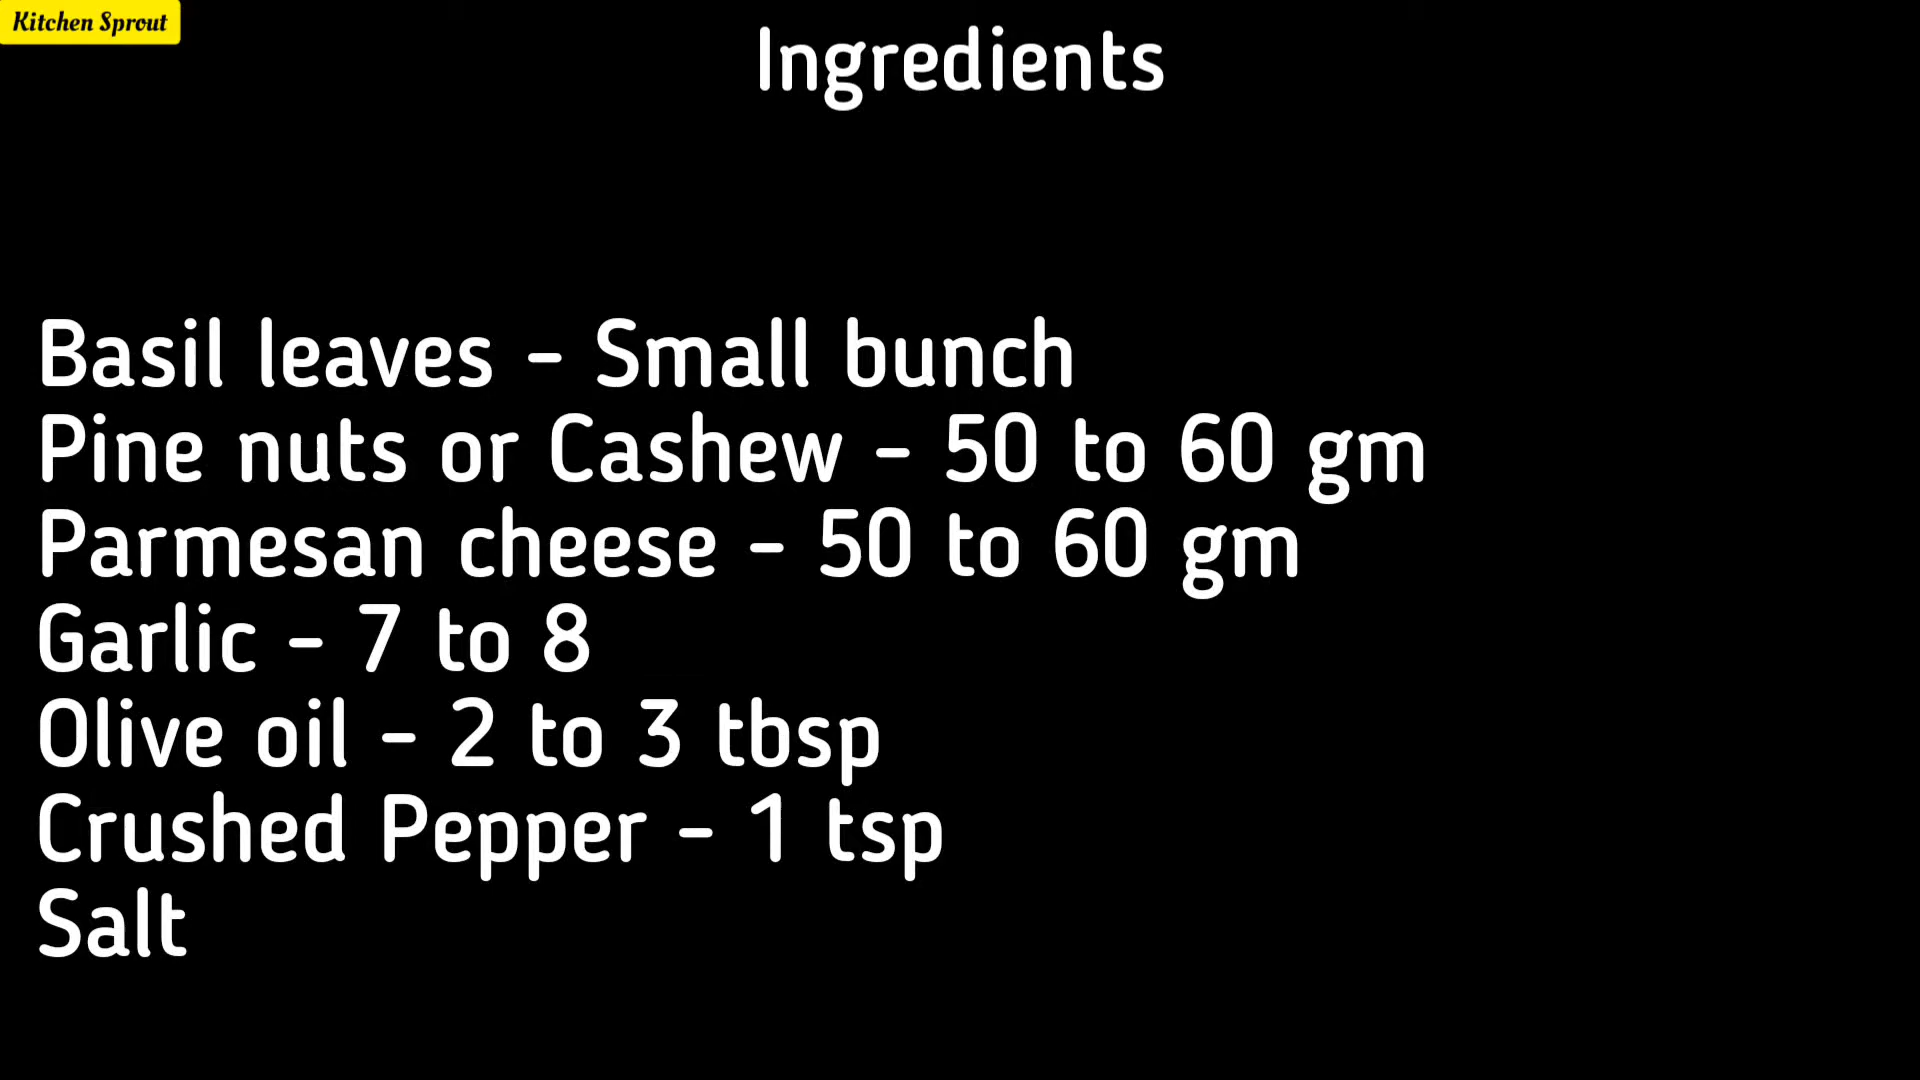 Kitchen Sprout
Ingredients
Basil leaves - Small bunch
Pine nuts or Cashew - 50 to 60 gm
Parmesan cheese - 50 to 60 gm
Garlic - 7 to 8
Olive oil - 2 to 3 tbsp
Crushed Pepper - 1 tsp
Salt